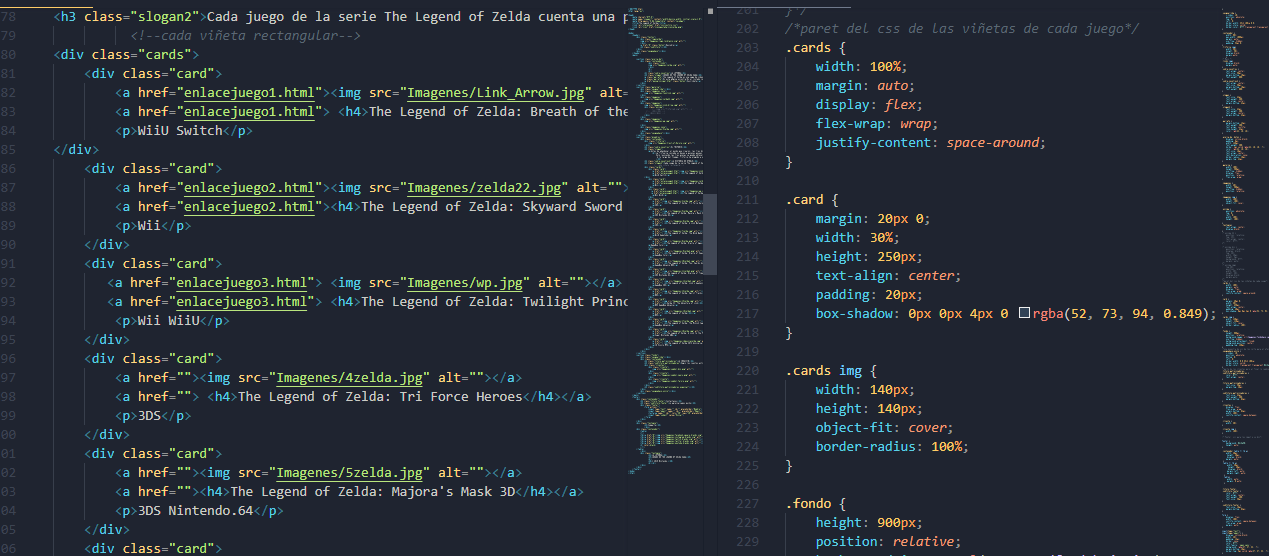 78 <h3 class="slogan2">Cada juego de la serie The Legend of Zelda cuenta una
79 <!--cada viñeta rectangular-->
80 <div class="cards">
81 <div class="card">
82 <a href="enlacejuego1.html"><img src="Imagenes/Link_Arrow.jpg" alt=
83 <a href="enlacejuego1.html"> <h4>The Legend of Zelda: Breath of the
84 <p>WiiU Switch</p>
85 </div>
86 <div class="card">
87 <a href="enlacejuego2.html"><img src="Imagenes/zelda22.jpg" alt="">
88 <a href="enlacejuego2.html"><h4>The Legend of Zelda: Skyward Sword
89 <p>Wii</p>
90 </div>
91 <div class="card">
92 <a href="enlacejuego3.html"> <img src="Imagenes/wp.jpg" alt=""></a>
93 <a href="enlacejuego3.html"> <h4>The Legend of Zelda: Twilight Princ
94 <p>Wii WiiU</p>
95 </div>
96 <div class="card">
97 <a href=""><img src="Imagenes/4zelda.jpg" alt=""></a>
98 <a href=""> <h4>The Legend of Zelda: Tri Force Heroes</h4></a>
99 <p>3DS</p>
00 </div>
01 <div class="card">
02 <a href=""><img src="Imagenes/5zelda.jpg" alt=""></a>
03 <a href=""><h4>The Legend of Zelda: Majora's Mask 3D</h4></a>
04 <p>3DS Nintendo.64</p>
05 </div>
06 <div class="card">
201 }*/
202 /*paret del css de las viñetas de cada juego*/
203 .cards {
204 width: 100%;
205 margin: auto;
206 display: flex;
207 flex-wrap: wrap;
208 justify-content: space-around;
209 }
210
211 .card {
212 margin: 20px 0;
213 width: 30%;
214 height: 250px;
215 text-align: center;
216 padding: 20px;
217 box-shadow: 0px 0px 4px 0 rgba(52, 73, 94, 0.849);
218 }
219
220 .cards img {
221 width: 140px;
222 height: 140px;
223 object-fit: cover;
224 border-radius: 100%;
225 }
226
227 .fondo {
228 height: 900px;
229 position: relative;